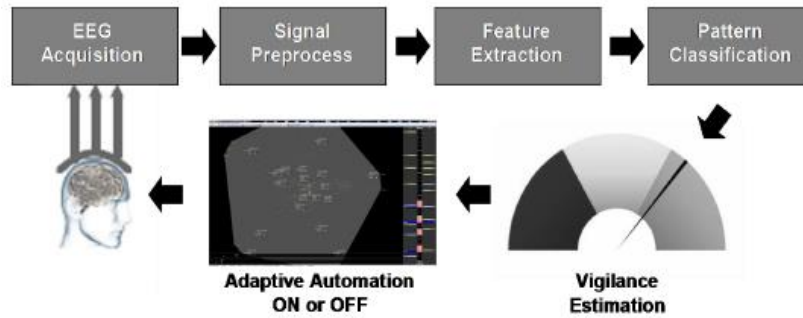 EEG
Acquisition
Signal
Preprocess
Feature
Extraction
Pattern
Classification
Adaptive Automation
ON or OFF
Vigilance
Estimation